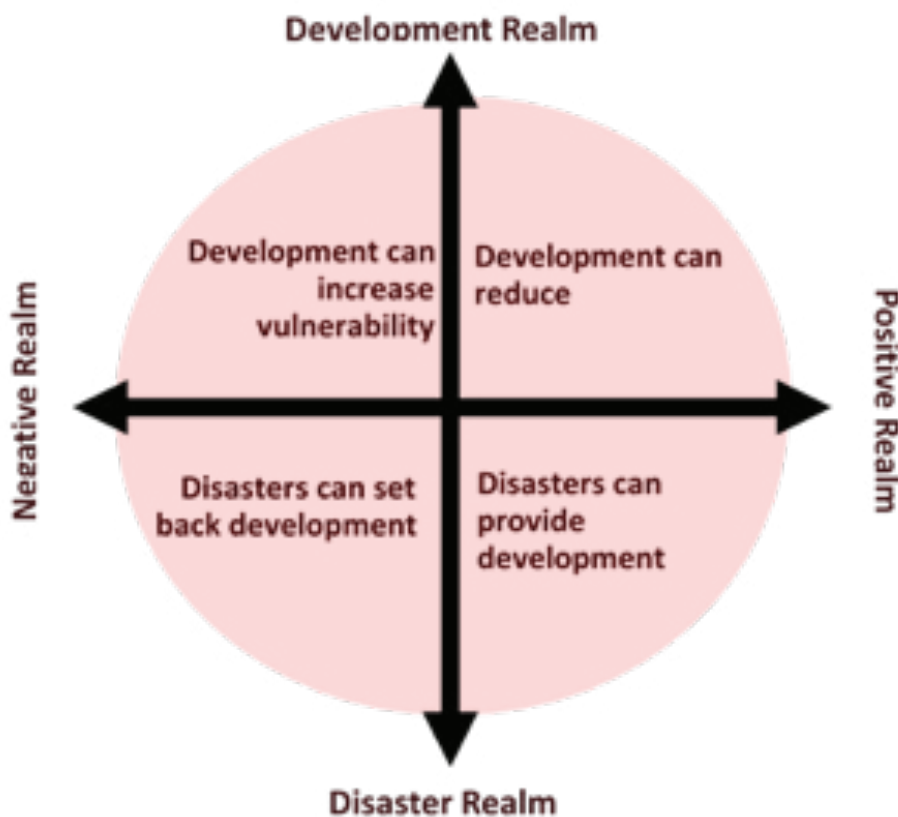 Development Realm
Development can
increase
vulnerability
Development can
reduce
Negative Realm
Positive Realm
Disasters can set
back development
Disasters can
provide
development
Disaster Realm